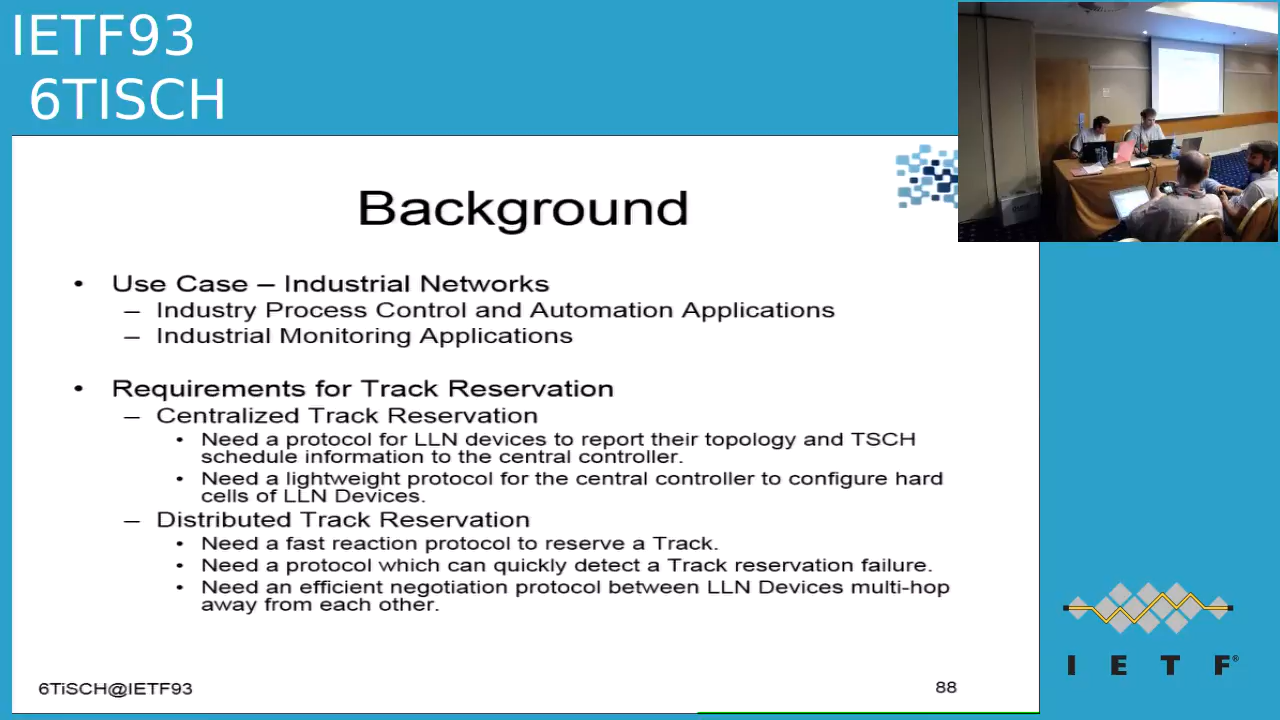 IETF93
6TISCH
Background
• Use Case – Industrial Networks
– Industry Process Control and Automation Applications
– Industrial Monitoring Applications
• Requirements for Track Reservation
– Centralized Track Reservation
• Need a protocol for LLN devices to report their topology and TSCH
schedule information to the central controller.
• Need a lightweight protocol for the central controller to configure hard
cells of LLN Devices.
– Distributed Track Reservation
• Need a fast reaction protocol to reserve a Track.
• Need a protocol which can quickly detect a Track reservation failure.
• Need an efficient negotiation protocol between LLN Devices multi-hop
away from each other.
6TiSCH@IETF93
88
I E T F®